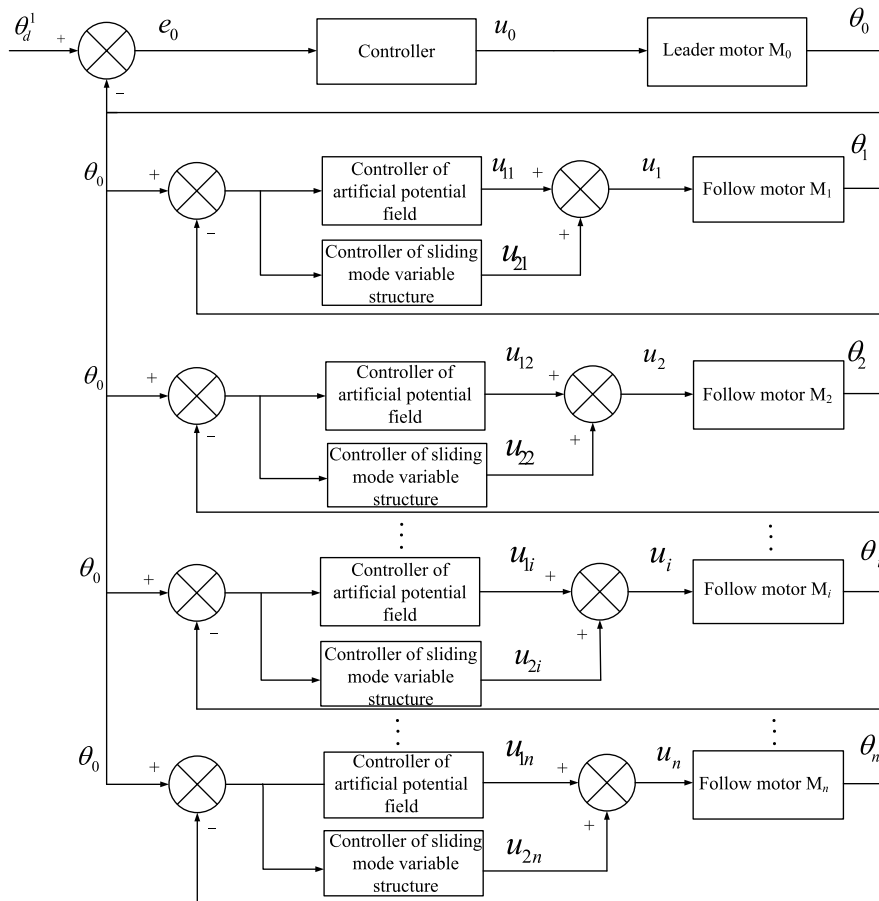 θ_d^1 + e_0 Controller u_0 Leader motor M_0 θ_0
−
θ_0 + Controller of artificial potential field u_11 + u_1 Follow motor M_1 θ_1
− Controller of sliding mode variable structure u_21 +
θ_0 + Controller of artificial potential field u_12 + u_2 Follow motor M_2 θ_2
− Controller of sliding mode variable structure u_22 +
⋮ ⋮
θ_0 + Controller of artificial potential field u_1i + u_i Follow motor M_i θ_i
− Controller of sliding mode variable structure u_2i +
⋮ ⋮
θ_0 + Controller of artificial potential field u_1n + u_n Follow motor M_n θ_n
− Controller of sliding mode variable structure u_2n +